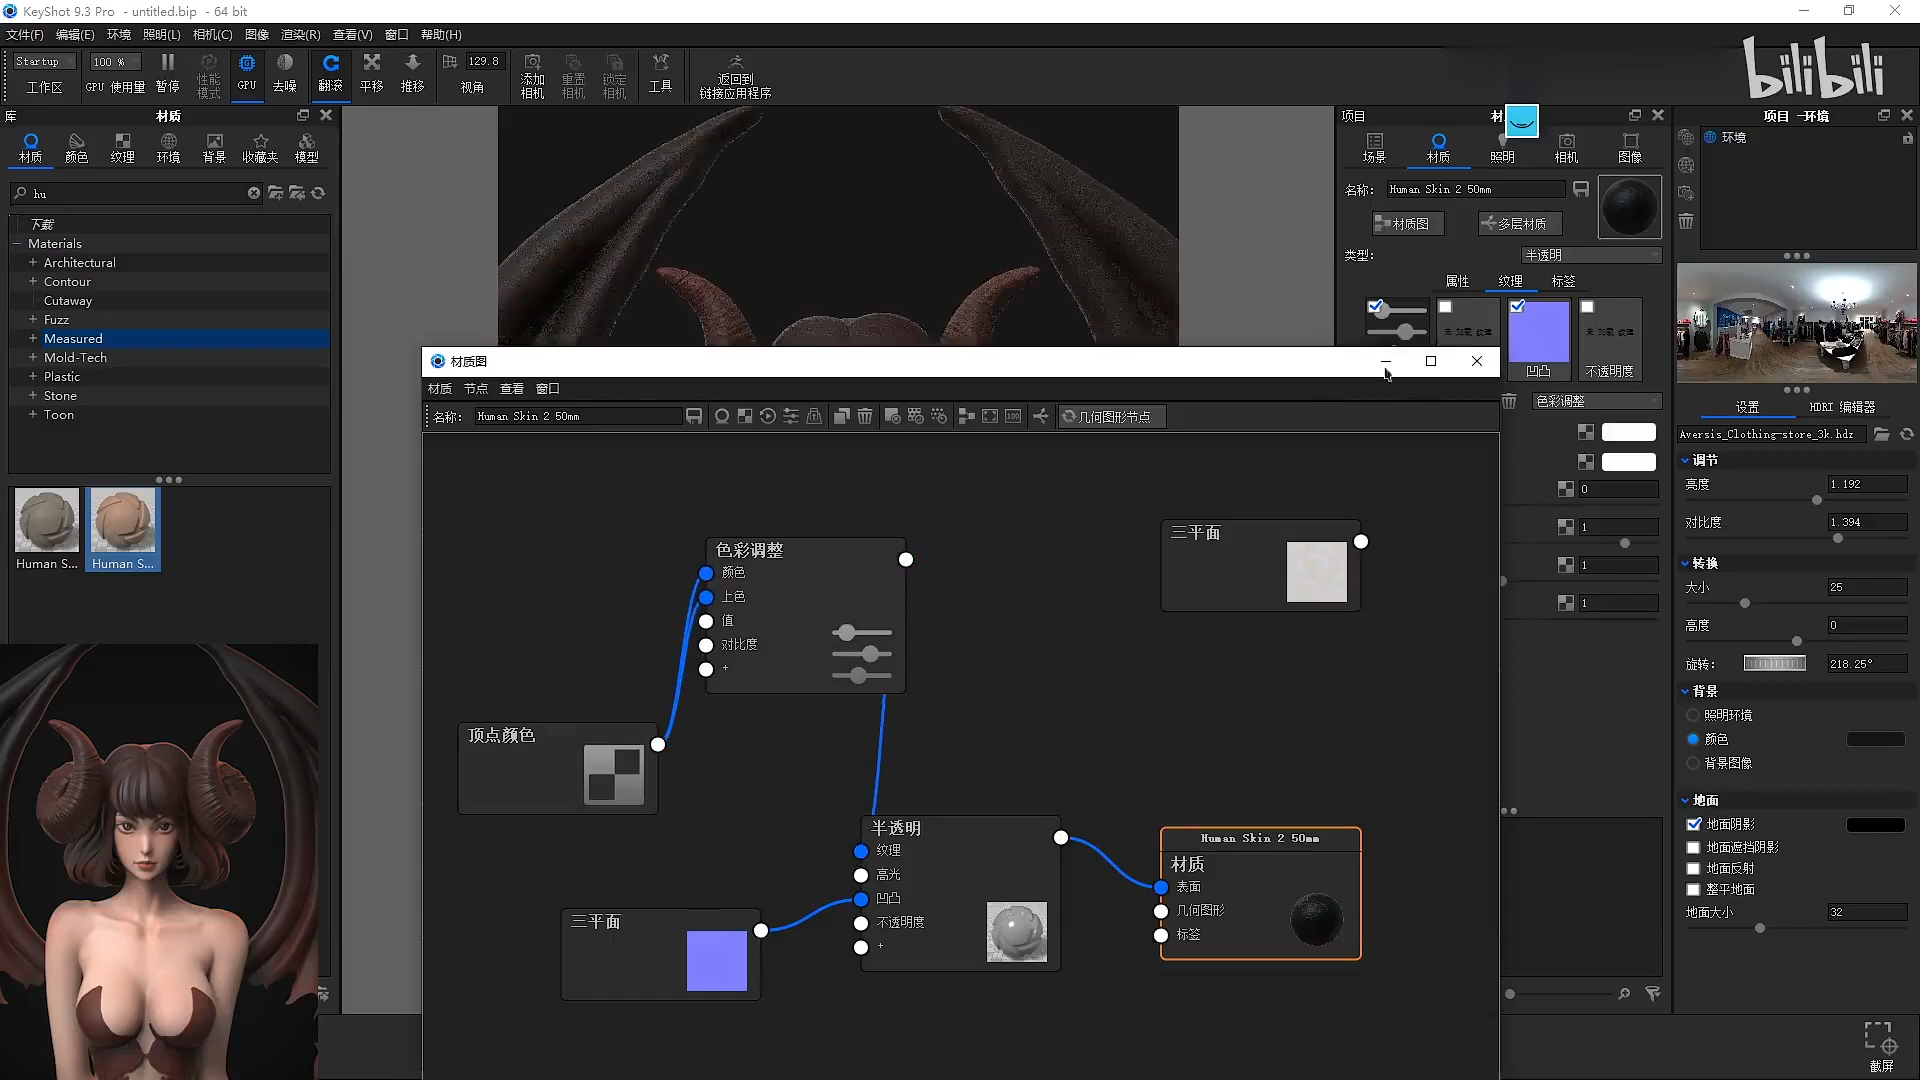 KeyShot 9.3 Pro - untitled.bip - 64 bit
文件(F) 编辑(E) 环境 照明(L) 相机(C) 图像 渲染(R) 查看(V) 窗口 帮助(H)
Startup 100 % 129.8
工作区 GPU 使用量 暂停 性能模式 GPU 去噪 翻滚 平移 推移 视角 添加相机 重置相机 锁定相机 工具 返回到链接应用程序
bilibili
库 材质
材质 颜色 纹理 环境 背景 收藏夹 模型
hu
下载
Materials
Architectural
Contour
Cutaway
Fuzz
Measured
Mold-Tech
Plastic
Stone
Toon
Human S... Human S...
材质图
材质 节点 查看 窗口
名称: Human Skin 2 50mm 100 几何图形节点
色彩调整
颜色
上色
值
对比度
+
三平面
顶点颜色
半透明
纹理
高光
凹凸
不透明度
+
三平面
Human Skin 2 50mm
材质
表面
几何图形
标签
项目
场景 材质 照明 相机 图像
名称: Human Skin 2 50mm
材质图 多层材质
类型: 半透明
属性 纹理 标签
未加载纹理 未加载纹理
凹凸 不透明度
色彩调整
0
1
1
1
项目 - 环境
环境
设置 HDRI 编辑器
Aversis_Clothing-store_3k.hdz
调节
亮度 1.192
对比度 1.394
转换
大小 25
高度 0
旋转: 218.25°
背景
照明环境
颜色
背景图像
地面
地面阴影
地面遮挡阴影
地面反射
整平地面
地面大小 32
截屏